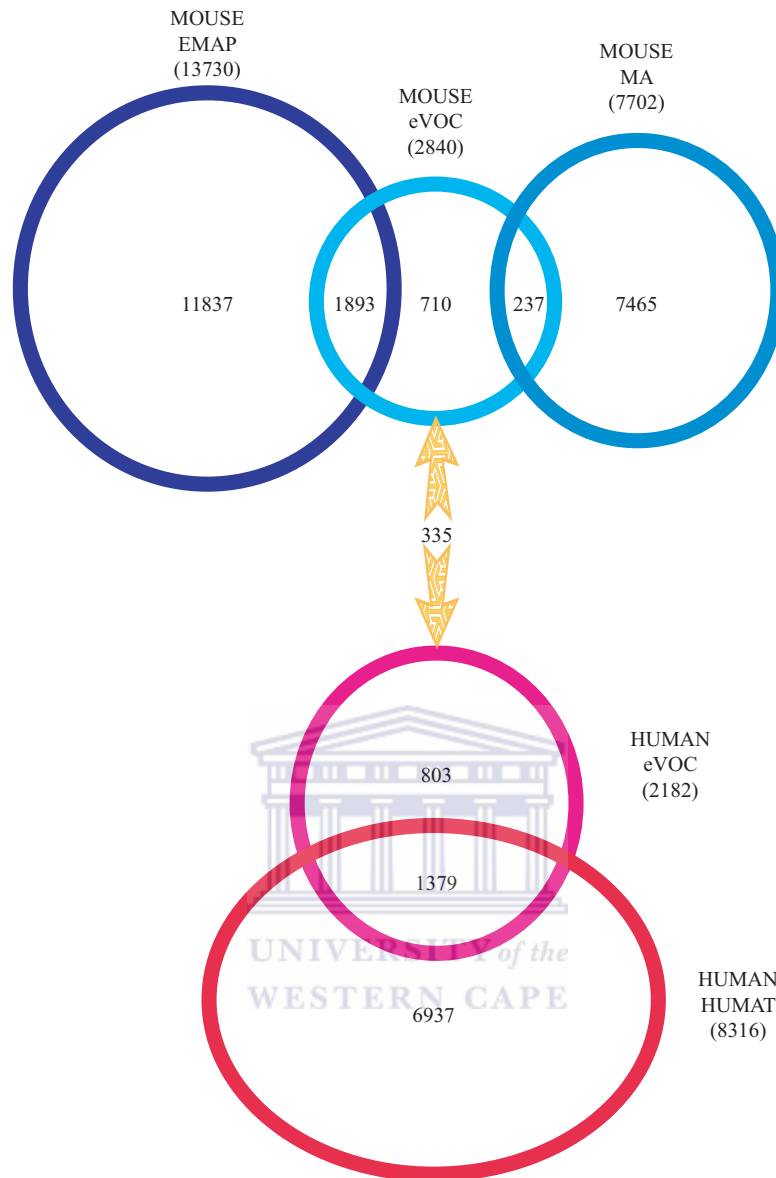 MOUSE
EMAP
(13730)
MOUSE
eVOC
(2840)
MOUSE
MA
(7702)
11837
1893
710
237
7465
335
803
HUMAN
eVOC
(2182)
1379
UNIVERSITY of the
WESTERN CAPE
6937
HUMAN
HUMAT
(8316)